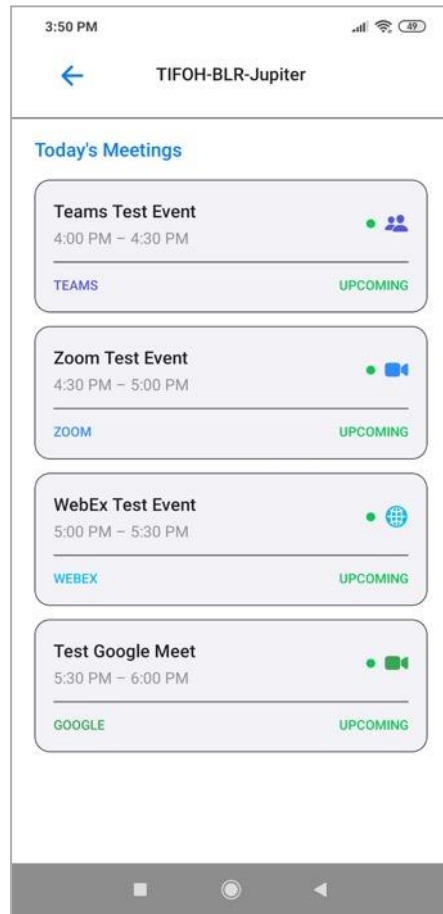 3:50 PM
49
TIFOH-BLR-Jupiter
Today's Meetings
Teams Test Event
4:00 PM – 4:30 PM
TEAMS UPCOMING
Zoom Test Event
4:30 PM – 5:00 PM
ZOOM UPCOMING
WebEx Test Event
5:00 PM – 5:30 PM
WEBEX UPCOMING
Test Google Meet
5:30 PM – 6:00 PM
GOOGLE UPCOMING